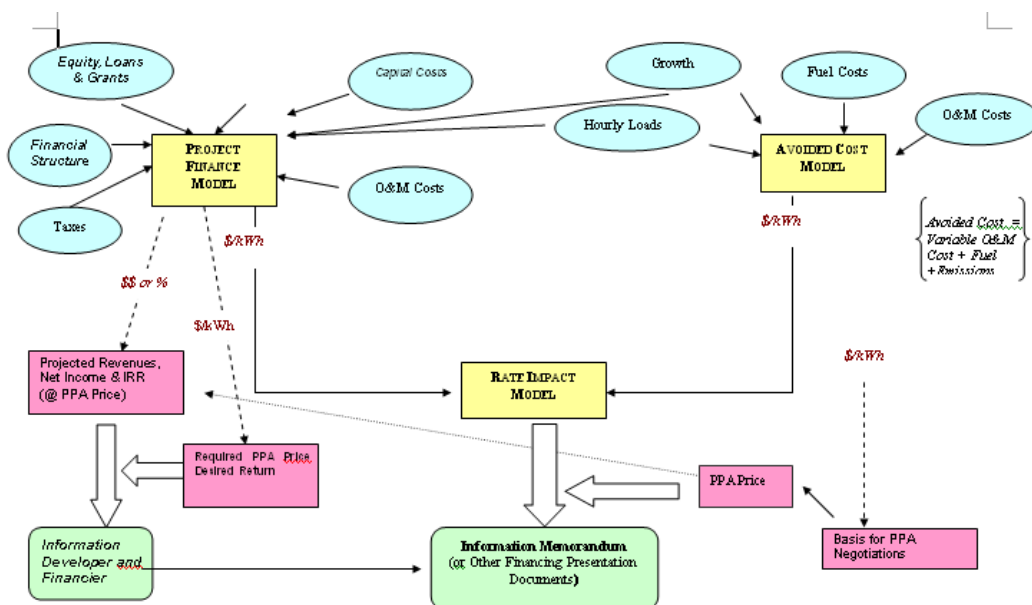 Equity, Loans
& Grants
Capital Costs
Growth
Fuel Costs
Hourly Loads
O&M Costs
Financial
Structure
PROJECT
FINANCE
MODEL
AVOIDED COST
MODEL
O&M Costs
Taxes
$/kWh
$/kWh
Avoided Cost =
Variable O&M
Cost + Fuel
+Emissions
$$ or %
$/kWh
$/kWh
Projected Revenues,
Net Income & IRR
(@ PPA Price)
RATE IMPACT
MODEL
Required PPA Price
Desired Return
PPA Price
Information
Developer and
Financier
Information Memorandum
(or Other Financing Presentation
Documents)
Basis for PPA
Negotiations